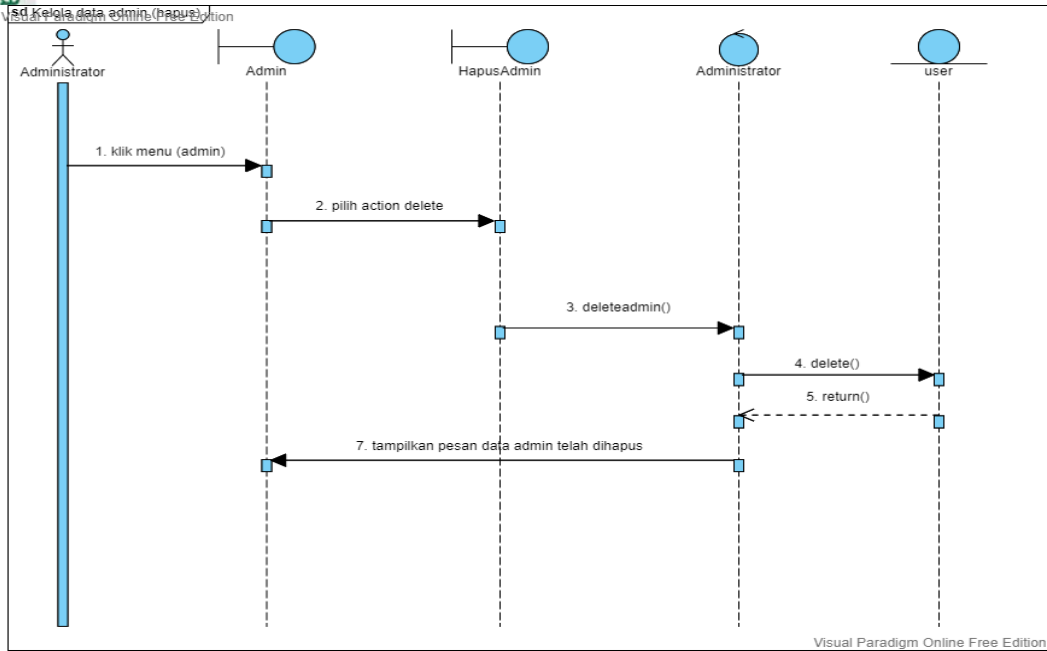 sd Kelola data admin (hapus)
Visual Paradigm Online Free Edition
Administrator
Admin
HapusAdmin
Administrator
user
1. klik menu (admin)
2. pilih action delete
3. deleteadmin()
4. delete()
5. return()
7. tampilkan pesan data admin telah dihapus
Visual Paradigm Online Free Edition